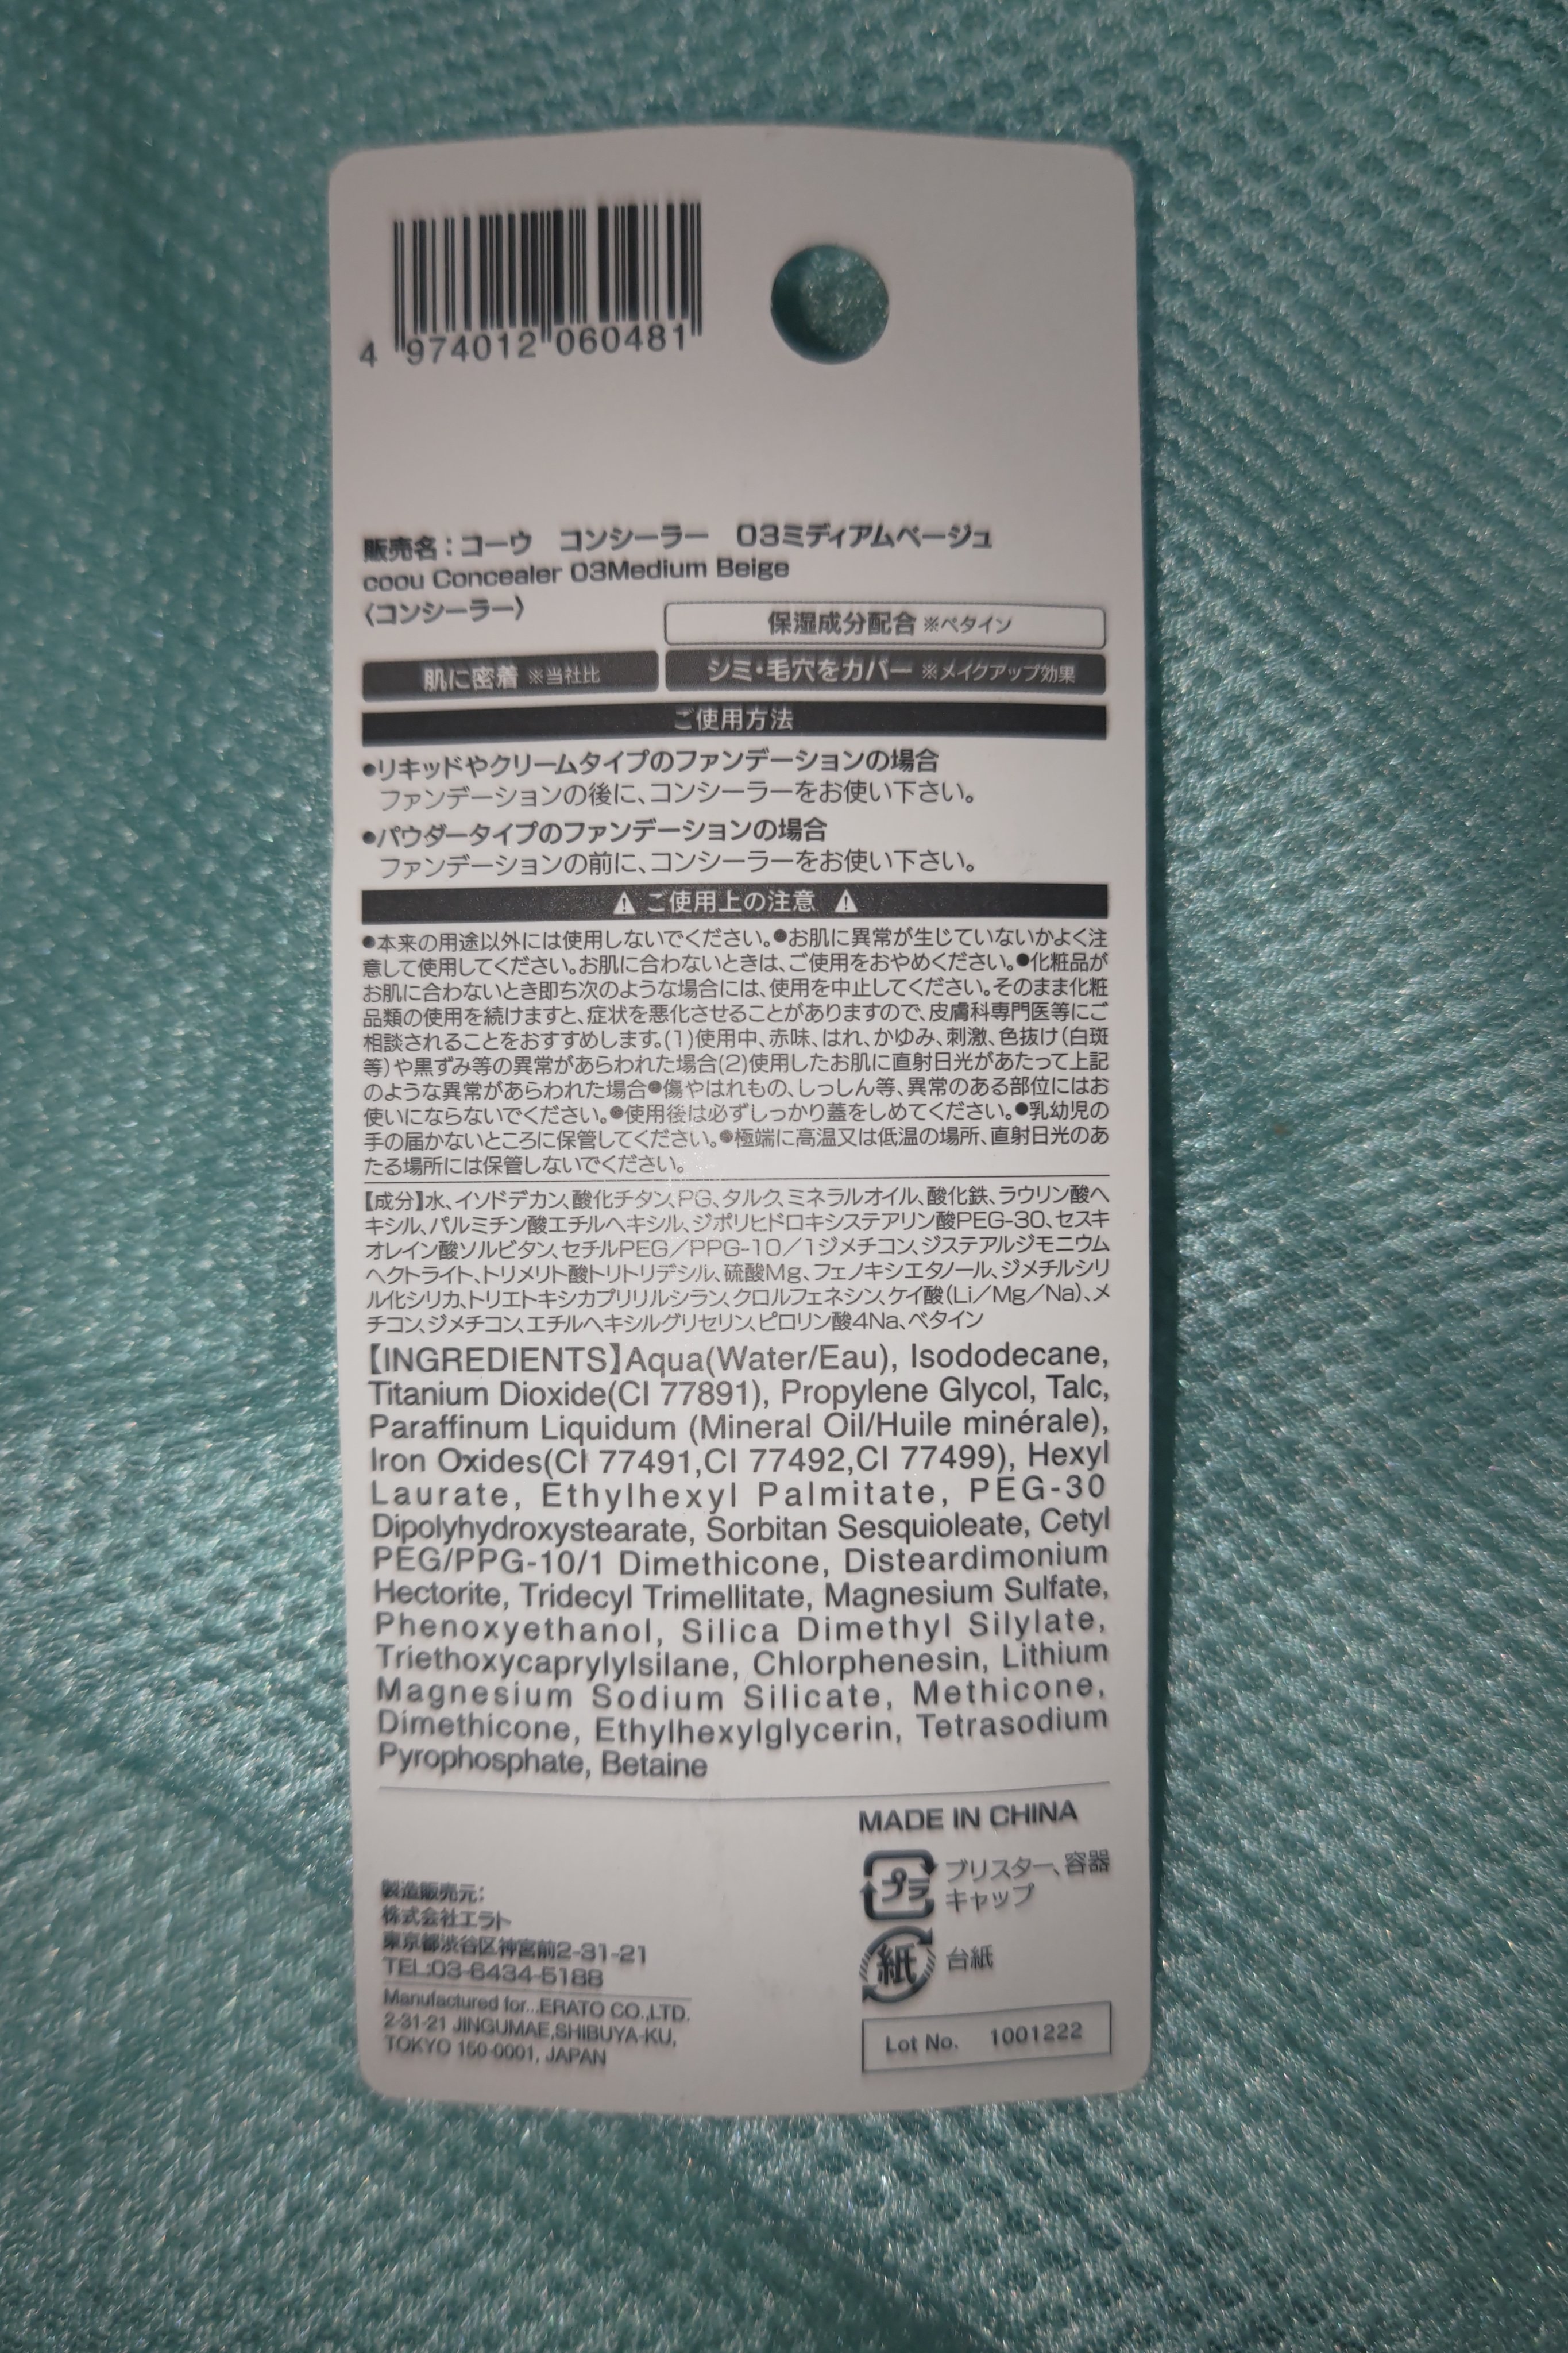 4 974012 060481
販売名：コーウ　コンシーラー　03ミディアムベージュ
coou Concealer 03Medium Beige
〈コンシーラー〉
保湿成分配合 ※ベタイン
肌に密着 ※当社比
シミ・毛穴をカバー ※メイクアップ効果
ご使用方法
●リキッドやクリームタイプのファンデーションの場合
ファンデーションの後に、コンシーラーをお使い下さい。
●パウダータイプのファンデーションの場合
ファンデーションの前に、コンシーラーをお使い下さい。
⚠ ご使用上の注意 ⚠
●本来の用途以外には使用しないでください。●お肌に異常が生じていないかよく注
意して使用してください。お肌に合わないときは、ご使用をおやめください。●化粧品が
お肌に合わないとき即ち次のような場合には、使用を中止してください。そのまま化粧
品類の使用を続けますと、症状を悪化させることがありますので、皮膚科専門医等にご
相談されることをおすすめします。(1)使用中、赤味、はれ、かゆみ、刺激、色抜け(白斑
等)や黒ずみ等の異常があらわれた場合(2)使用したお肌に直射日光があたって上記
のような異常があらわれた場合●傷やはれもの、しっしん等、異常のある部位にはお
使いにならないでください。●使用後は必ずしっかり蓋をしめてください。●乳幼児の
手の届かないところに保管してください。●極端に高温又は低温の場所、直射日光のあ
たる場所には保管しないでください。
【成分】水、イソドデカン、酸化チタン、PG、タルク、ミネラルオイル、酸化鉄、ラウリン酸ヘ
キシル、パルミチン酸エチルヘキシル、ジポリヒドロキシステアリン酸PEG-30、セスキ
オレイン酸ソルビタン、セチルPEG／PPG-10／1ジメチコン、ジステアルジモニウム
ヘクトライト、トリメリト酸トリトリデシル、硫酸Mg、フェノキシエタノール、ジメチルシリ
ル化シリカ、トリエトキシカプリリルシラン、クロルフェネシン、ケイ酸(Li／Mg／Na)、メ
チコン、ジメチコン、エチルヘキシルグリセリン、ピロリン酸4Na、ベタイン
【INGREDIENTS】Aqua(Water/Eau), Isododecane,
Titanium Dioxide(CI 77891), Propylene Glycol, Talc,
Paraffinum Liquidum (Mineral Oil/Huile minérale),
Iron Oxides(CI 77491,CI 77492,CI 77499), Hexyl
Laurate, Ethylhexyl Palmitate, PEG-30
Dipolyhydroxystearate, Sorbitan Sesquioleate, Cetyl
PEG/PPG-10/1 Dimethicone, Disteardimonium
Hectorite, Tridecyl Trimellitate, Magnesium Sulfate,
Phenoxyethanol, Silica Dimethyl Silylate,
Triethoxycaprylylsilane, Chlorphenesin, Lithium
Magnesium Sodium Silicate, Methicone,
Dimethicone, Ethylhexylglycerin, Tetrasodium
Pyrophosphate, Betaine
MADE IN CHINA
プラ
ブリスター、容器
キャップ
紙
台紙
製造販売元：
株式会社エラト
東京都渋谷区神宮前2-31-21
TEL:03-6434-5188
Manufactured for...ERATO CO.,LTD.
2-31-21 JINGUMAE,SHIBUYA-KU,
TOKYO 150-0001, JAPAN
Lot No. 1001222